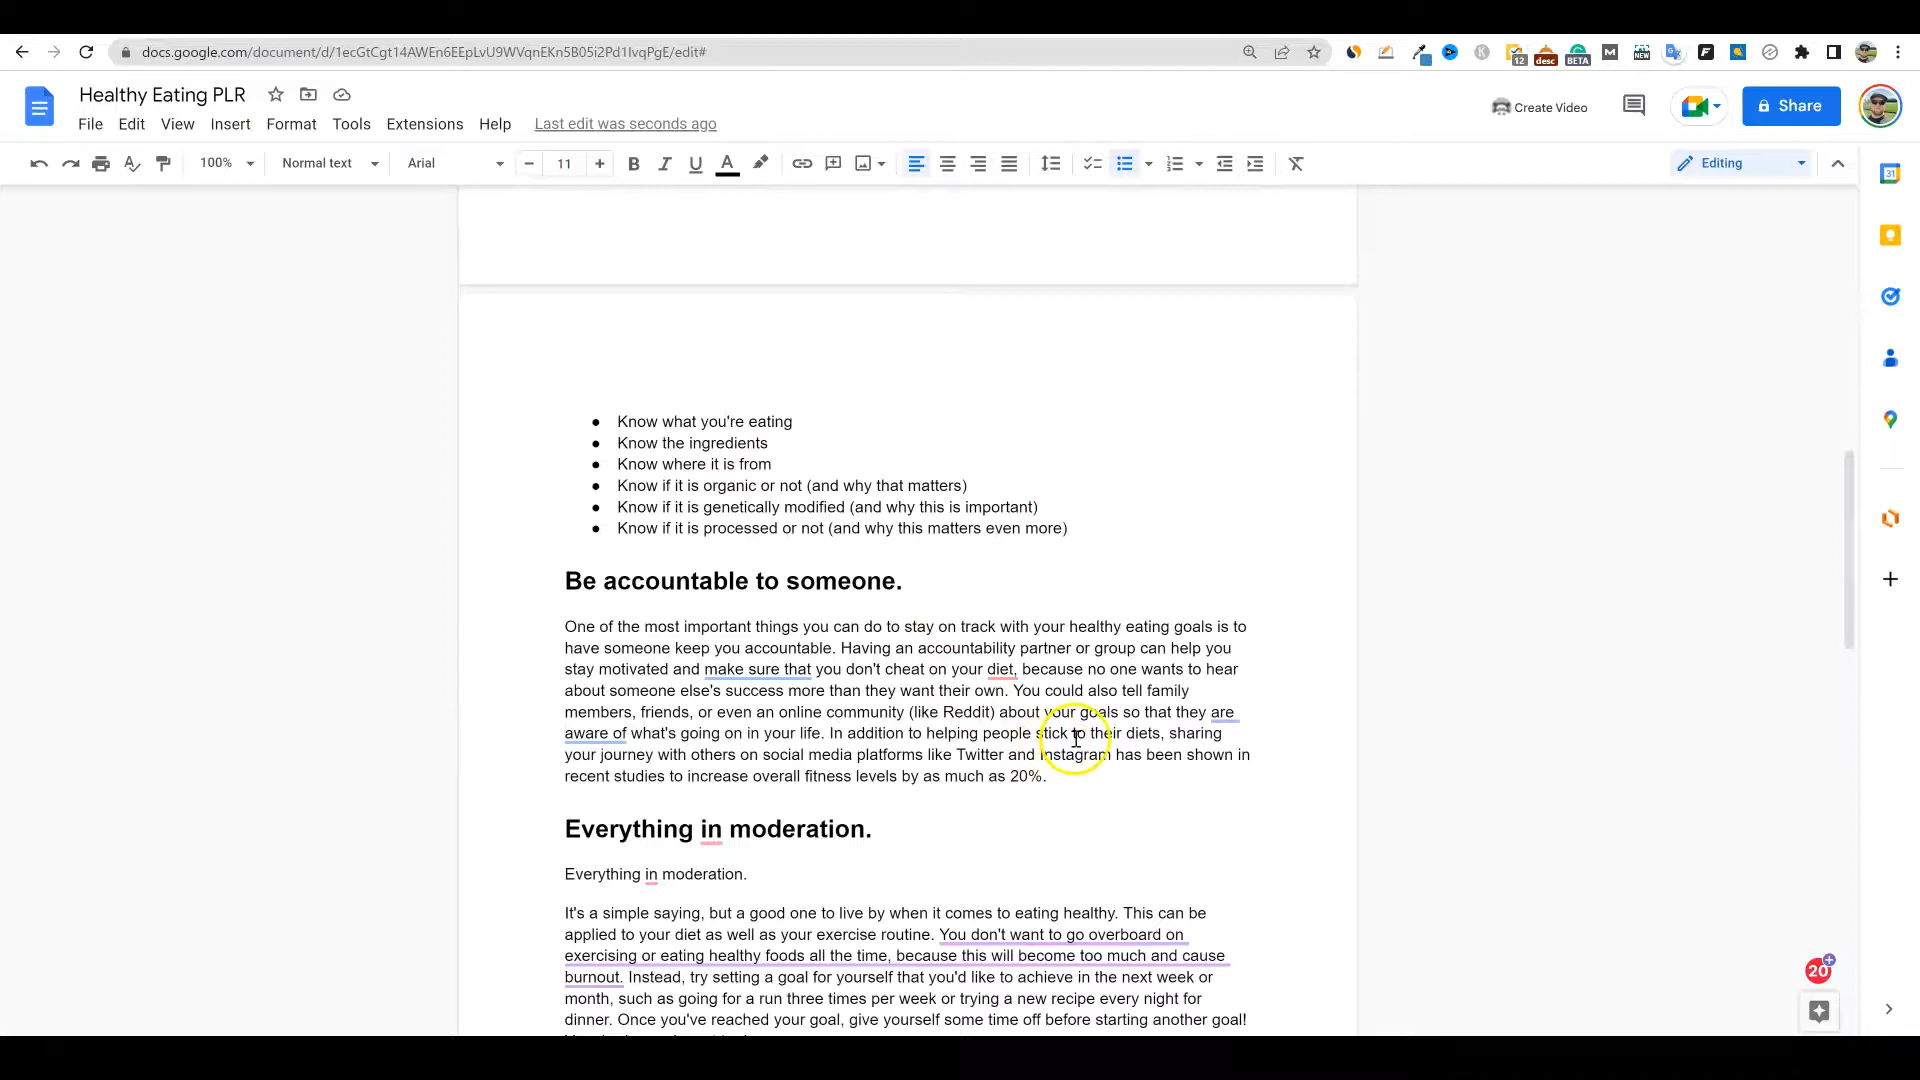 docs.google.com/document/d/1ecGtCgt14AWEn6EEpLvU9WVqnEKn5B05i2Pd1IvqPgE/edit#
12
desc
BETA
NEW
Healthy Eating PLR
File Edit View Insert Format Tools Extensions Help Last edit was seconds ago
Create Video
Share
100% Normal text Arial 11 Editing
31
Know what you're eating
Know the ingredients
Know where it is from
Know if it is organic or not (and why that matters)
Know if it is genetically modified (and why this is important)
Know if it is processed or not (and why this matters even more)
Be accountable to someone.
One of the most important things you can do to stay on track with your healthy eating goals is to
have someone keep you accountable. Having an accountability partner or group can help you
stay motivated and make sure that you don't cheat on your diet, because no one wants to hear
about someone else's success more than they want their own. You could also tell family
members, friends, or even an online community (like Reddit) about your goals so that they are
aware of what's going on in your life. In addition to helping people stick to their diets, sharing
your journey with others on social media platforms like Twitter and Instagram has been shown in
recent studies to increase overall fitness levels by as much as 20%.
Everything in moderation.
Everything in moderation.
It's a simple saying, but a good one to live by when it comes to eating healthy. This can be
applied to your diet as well as your exercise routine. You don't want to go overboard on
exercising or eating healthy foods all the time, because this will become too much and cause
burnout. Instead, try setting a goal for yourself that you'd like to achieve in the next week or
month, such as going for a run three times per week or trying a new recipe every night for
dinner. Once you've reached your goal, give yourself some time off before starting another goal!
20